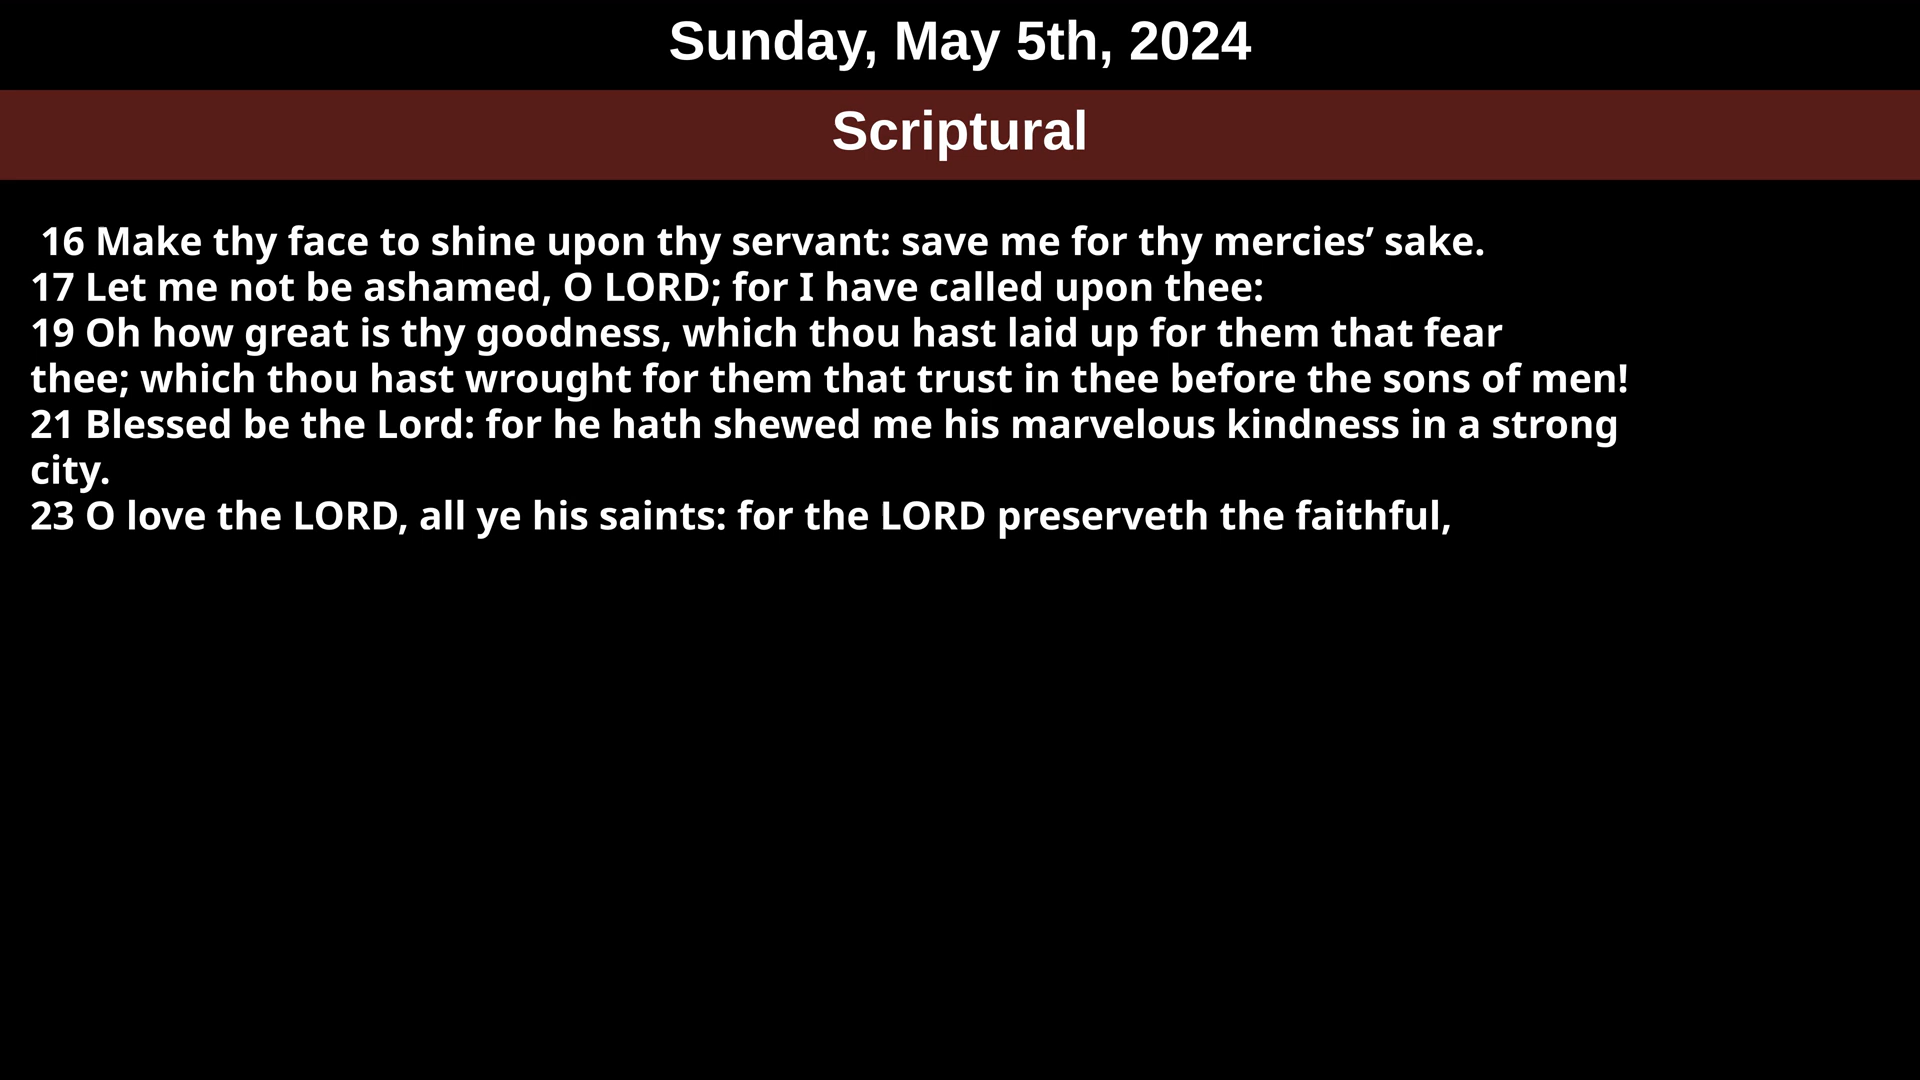 Sunday, May 5th, 2024
Scriptural
16 Make thy face to shine upon thy servant: save me for thy mercies’ sake.
17 Let me not be ashamed, O LORD; for I have called upon thee:
19 Oh how great is thy goodness, which thou hast laid up for them that fear
thee; which thou hast wrought for them that trust in thee before the sons of men!
21 Blessed be the Lord: for he hath shewed me his marvelous kindness in a strong
city.
23 O love the LORD, all ye his saints: for the LORD preserveth the faithful,